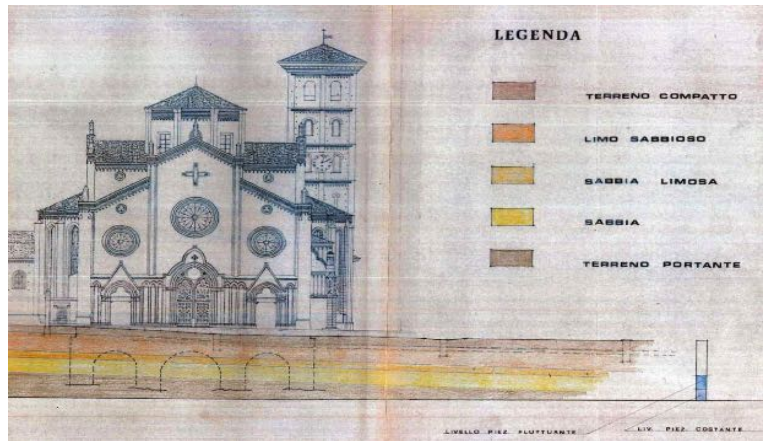 LEGENDA
TERRENO COMPATTO
LIMO SABBIOSO
SABBIA LIMOSA
SABBIA
TERRENO PORTANTE
LIVELLO PIEZ. FLUTTUANTE
LIV. PIEZ. COSTANTE